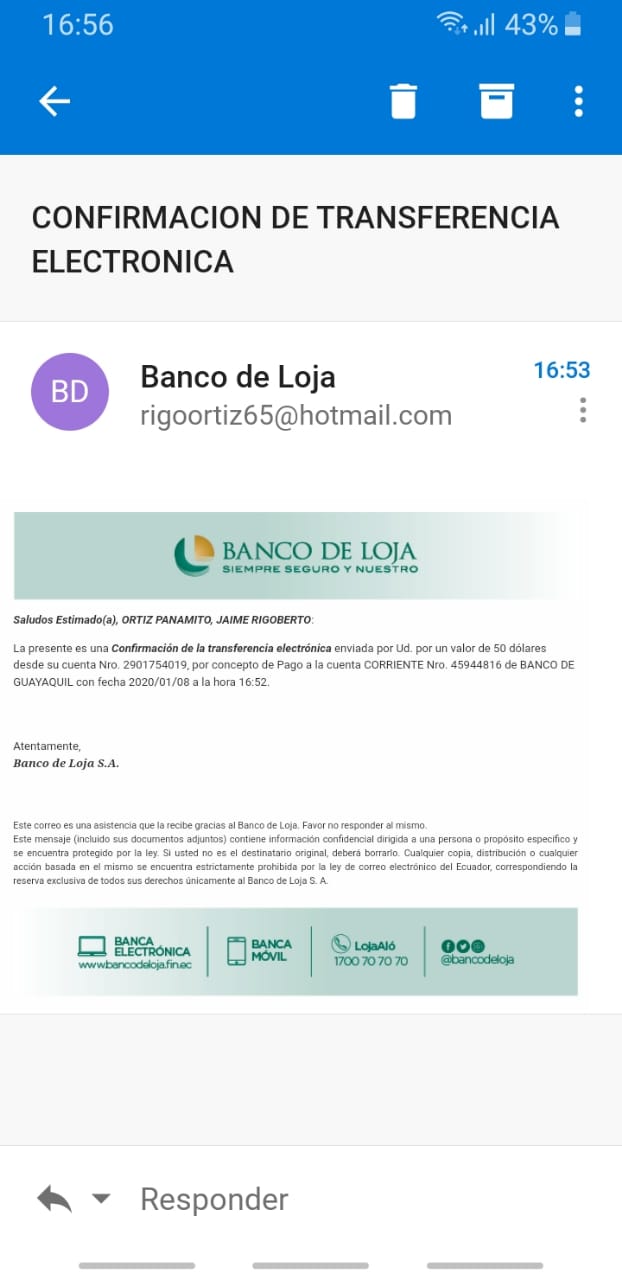 16:56
43%
CONFIRMACION DE TRANSFERENCIA
ELECTRONICA
BD
Banco de Loja
16:53
rigoortiz65@hotmail.com
BANCO DE LOJA
SIEMPRE SEGURO Y NUESTRO
Saludos Estimado(a), ORTIZ PANAMITO, JAIME RIGOBERTO:
La presente es una Confirmación de la transferencia electrónica enviada por Ud. por un valor de 50 dólares
desde su cuenta Nro. 2901754019, por concepto de Pago a la cuenta CORRIENTE Nro. 45944816 de BANCO DE
GUAYAQUIL con fecha 2020/01/08 a la hora 16:52.
Atentamente,
Banco de Loja S.A.
Este correo es una asistencia que la recibe gracias al Banco de Loja. Favor no responder al mismo.
Este mensaje (incluido sus documentos adjuntos) contiene información confidencial dirigida a una persona o propósito específico y
se encuentra protegido por la ley. Si usted no es el destinatario original, deberá borrarlo. Cualquier copia, distribución o cualquier
acción basada en el mismo se encuentra estrictamente prohibida por la ley de correo electrónico del Ecuador, correspondiendo la
reserva exclusiva de todos sus derechos únicamente al Banco de Loja S. A.
BANCA
ELECTRÓNICA
www.bancodeloja.fin.ec
BANCA
MÓVIL
LojaAló
1700 70 70 70
@bancodeloja
Responder